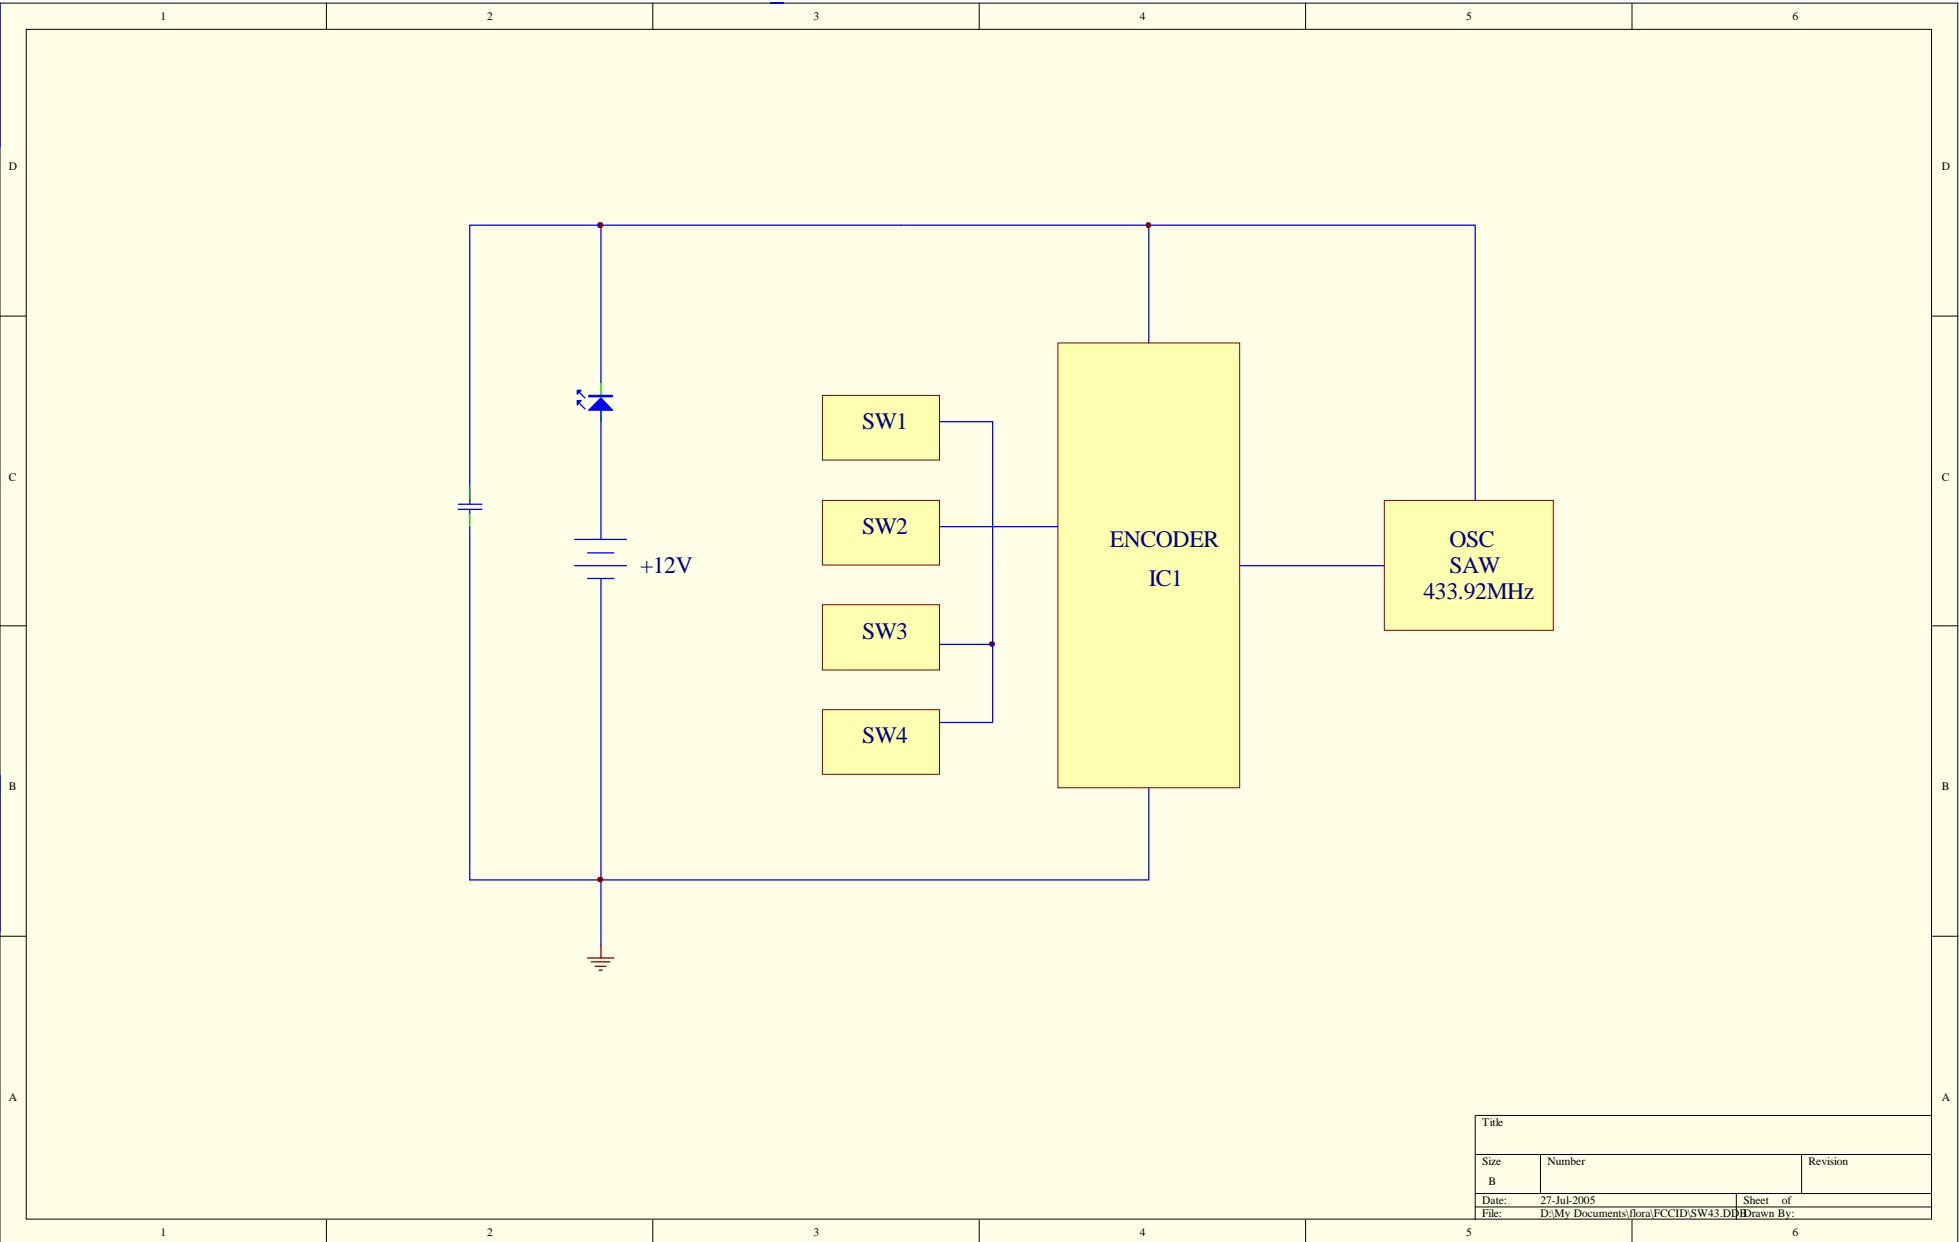 1 2 3 4 5 6
D D
C C
B B
A A
SW1
SW2
SW3
SW4
+12V
ENCODER
IC1
OSC
SAW
433.92MHz
Title
Size Number Revision
B
Date: 27-Jul-2005 Sheet of
File: D:\My Documents\flora\FCCID\SW43.DDB Drawn By:
1 2 3 4 5 6